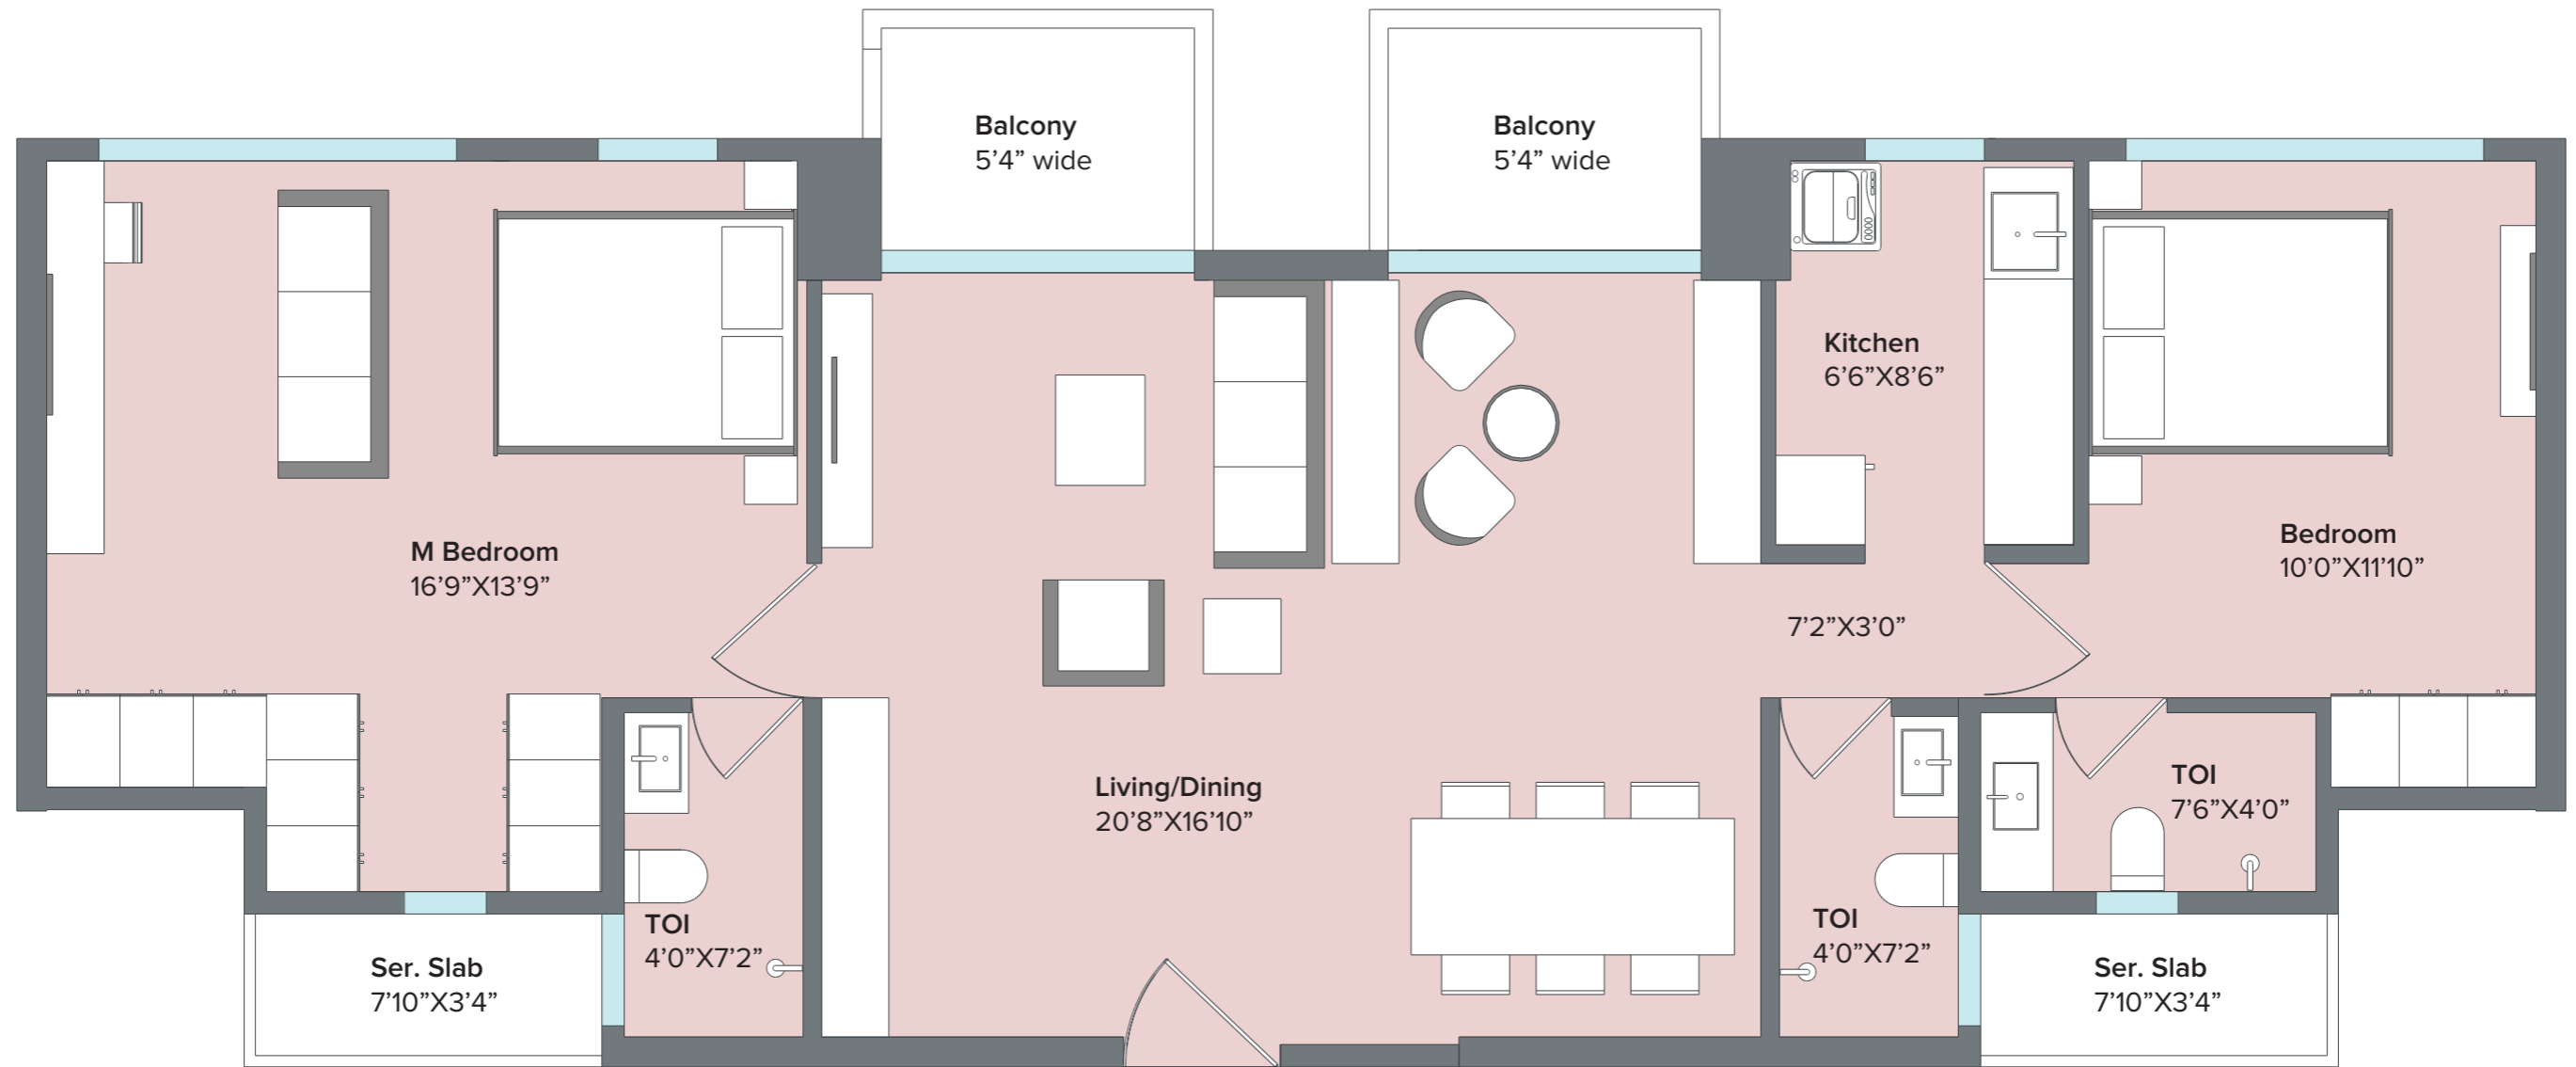 Balcony
5’4” wide
Balcony
5’4” wide
Kitchen
6’6”X8’6”
M Bedroom
16’9”X13’9”
Bedroom
10’0”X11’10”
7’2”X3’0”
Living/Dining
20’8”X16’10”
TOI
7’6”X4’0”
TOI
4’0”X7’2”
TOI
4’0”X7’2”
Ser. Slab
7’10”X3’4”
Ser. Slab
7’10”X3’4”